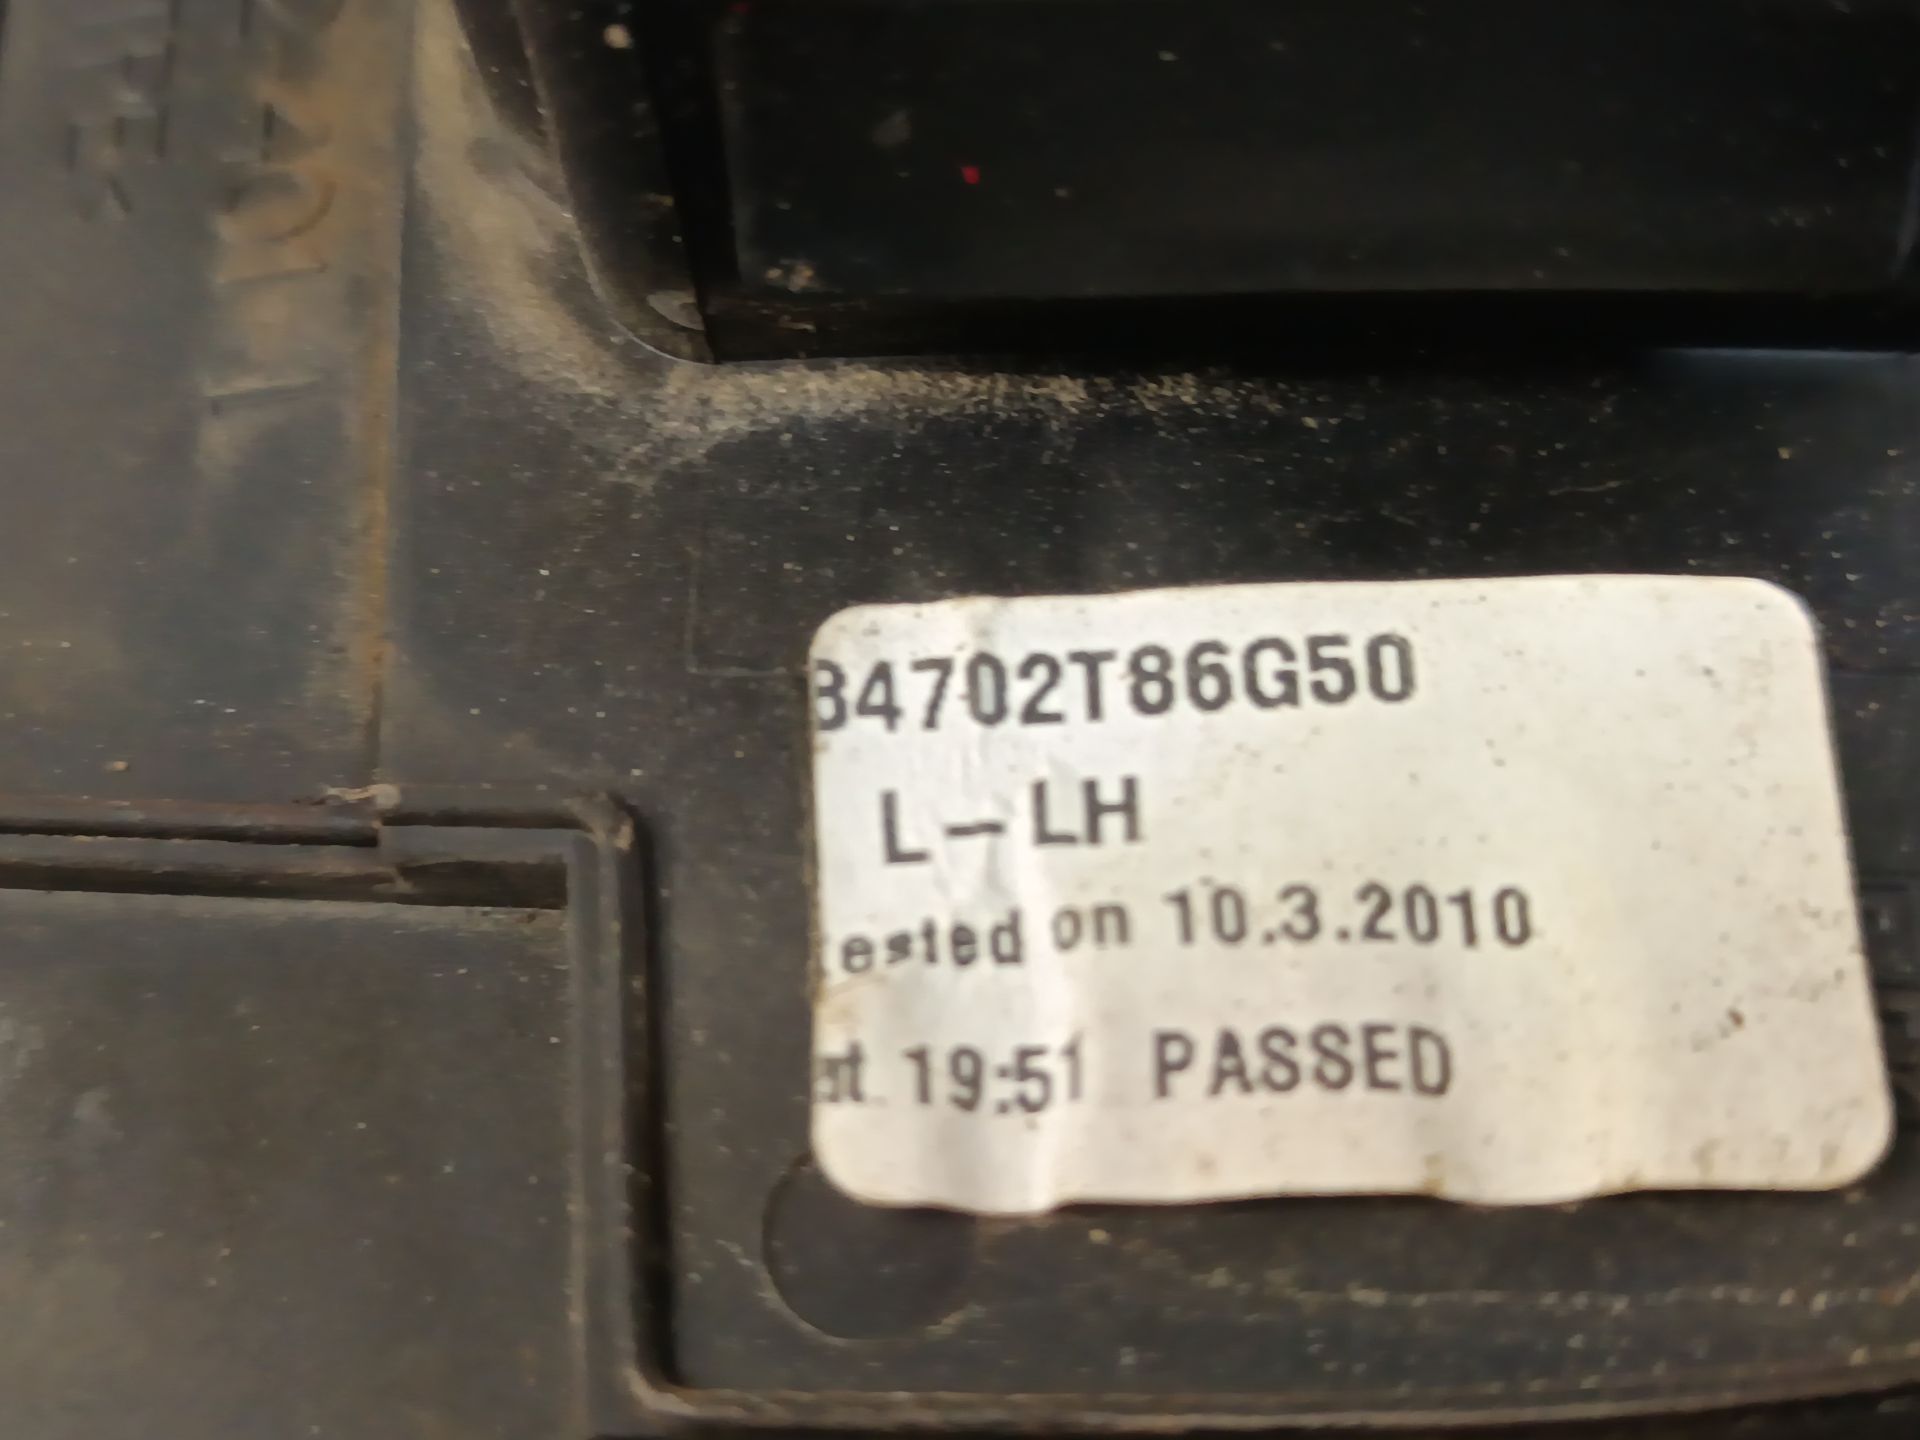 84702T86G50
L-LH
tested on 10.3.2010
at 19:51 PASSED